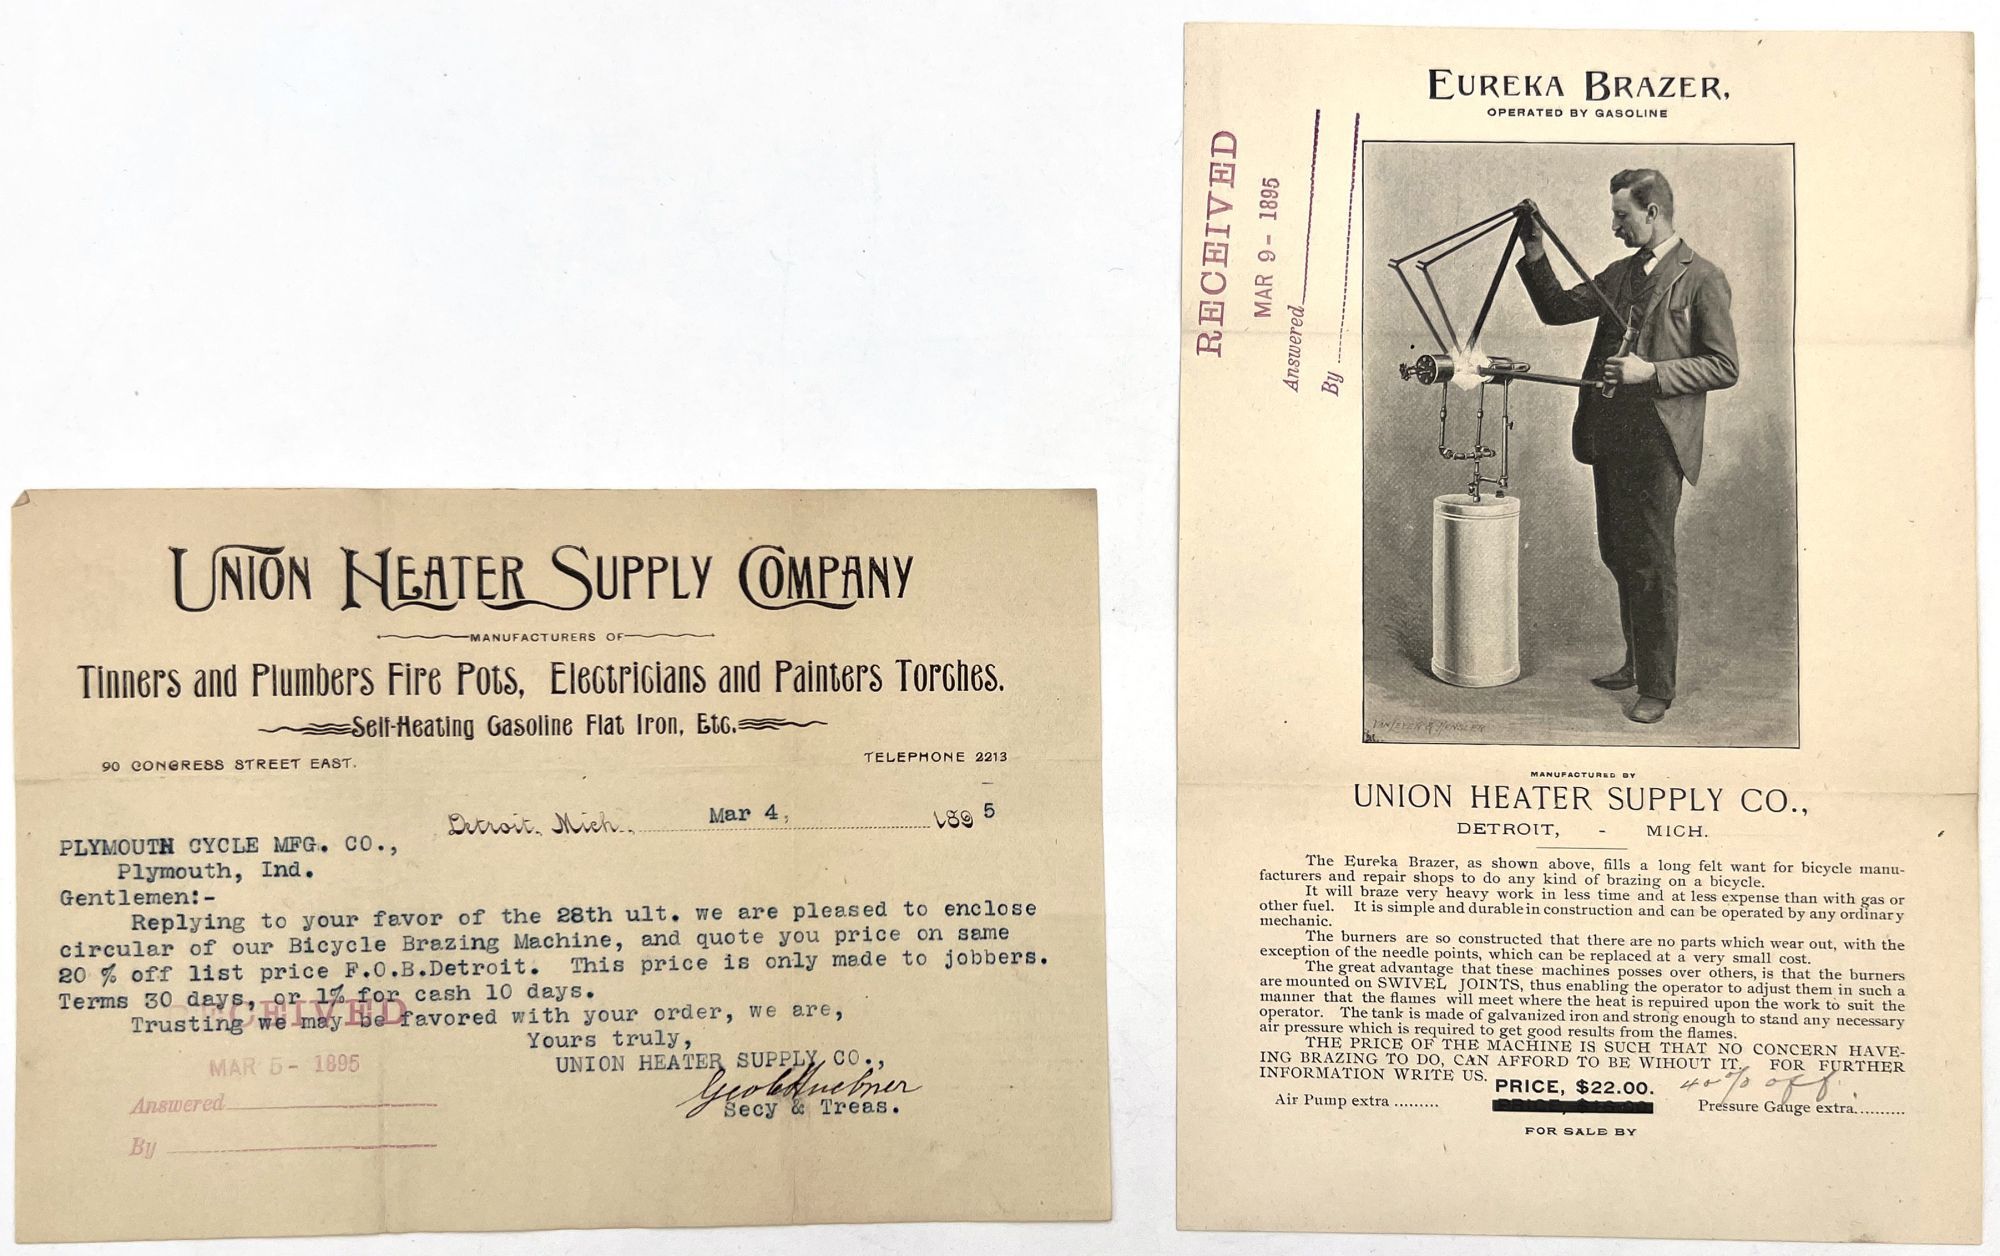 UNION HEATER SUPPLY COMPANY
MANUFACTURERS OF
Tinners and Plumbers Fire Pots, Electricians and Painters Torches.
Self-Heating Gasoline Flat Iron, Etc.
90 CONGRESS STREET EAST.
TELEPHONE 2213
Detroit, Mich., Mar 4, 1895
PLYMOUTH CYCLE MFG. CO.,
Plymouth, Ind.
Gentlemen:-
Replying to your favor of the 28th ult. we are pleased to enclose
circular of our Bicycle Brazing Machine, and quote you price on same
20 % off list price F.O.B.Detroit. This price is only made to jobbers.
Terms 30 days, or 1% for cash 10 days.
Trusting we may be favored with your order, we are,
Yours truly,
UNION HEATER SUPPLY CO.,
Geo C Huebner
Secy & Treas.
RECEIVED
MAR 5 - 1895
Answered
By
EUREKA BRAZER,
OPERATED BY GASOLINE
RECEIVED
MAR 9 - 1895
Answered
By
VAN LEYEN & HENSLER
MANUFACTURED BY
UNION HEATER SUPPLY CO.,
DETROIT, - MICH.
The Eureka Brazer, as shown above, fills a long felt want for bicycle manu-
facturers and repair shops to do any kind of brazing on a bicycle.
It will braze very heavy work in less time and at less expense than with gas or
other fuel. It is simple and durable in construction and can be operated by any ordinary
mechanic.
The burners are so constructed that there are no parts which wear out, with the
exception of the needle points, which can be replaced at a very small cost.
The great advantage that these machines posses over others, is that the burners
are mounted on SWIVEL JOINTS, thus enabling the operator to adjust them in such a
manner that the flames will meet where the heat is repuired upon the work to suit the
operator. The tank is made of galvanized iron and strong enough to stand any necessary
air pressure which is required to get good results from the flames.
THE PRICE OF THE MACHINE IS SUCH THAT NO CONCERN HAVE-
ING BRAZING TO DO, CAN AFFORD TO BE WIHOUT IT. FOR FURTHER
INFORMATION WRITE US.
PRICE, $22.00. 40% off.
Air Pump extra ......... Pressure Gauge extra..........
FOR SALE BY